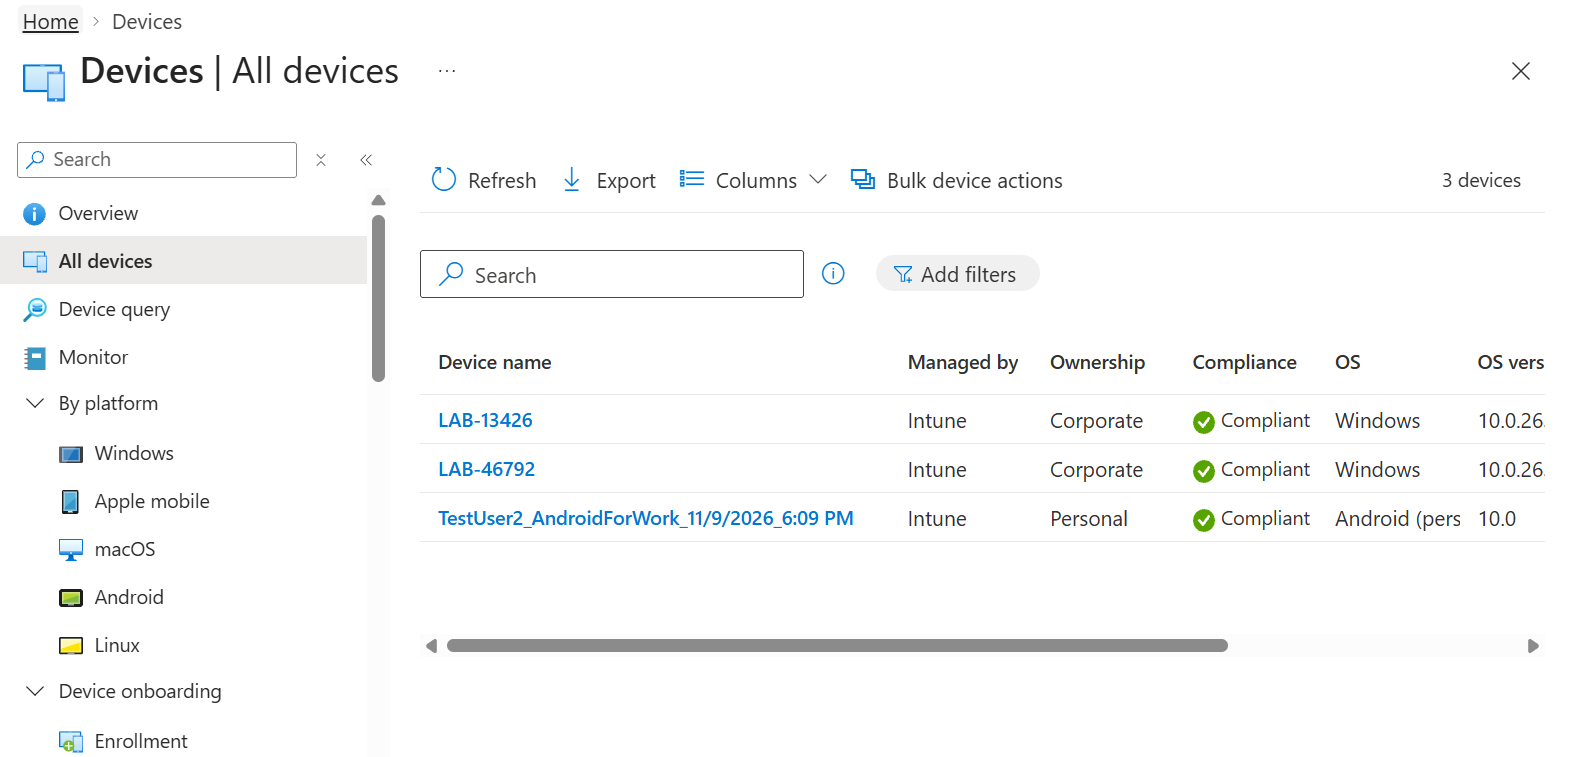 Home > Devices
Devices | All devices ...
Search
Overview
All devices
Device query
Monitor
By platform
Windows
Apple mobile
macOS
Android
Linux
Device onboarding
Enrollment
Refresh Export Columns Bulk device actions 3 devices
Search Add filters
Device name Managed by Ownership Compliance OS OS vers
LAB-13426 Intune Corporate Compliant Windows 10.0.26
LAB-46792 Intune Corporate Compliant Windows 10.0.26
TestUser2_AndroidForWork_11/9/2026_6:09 PM Intune Personal Compliant Android (pers 10.0